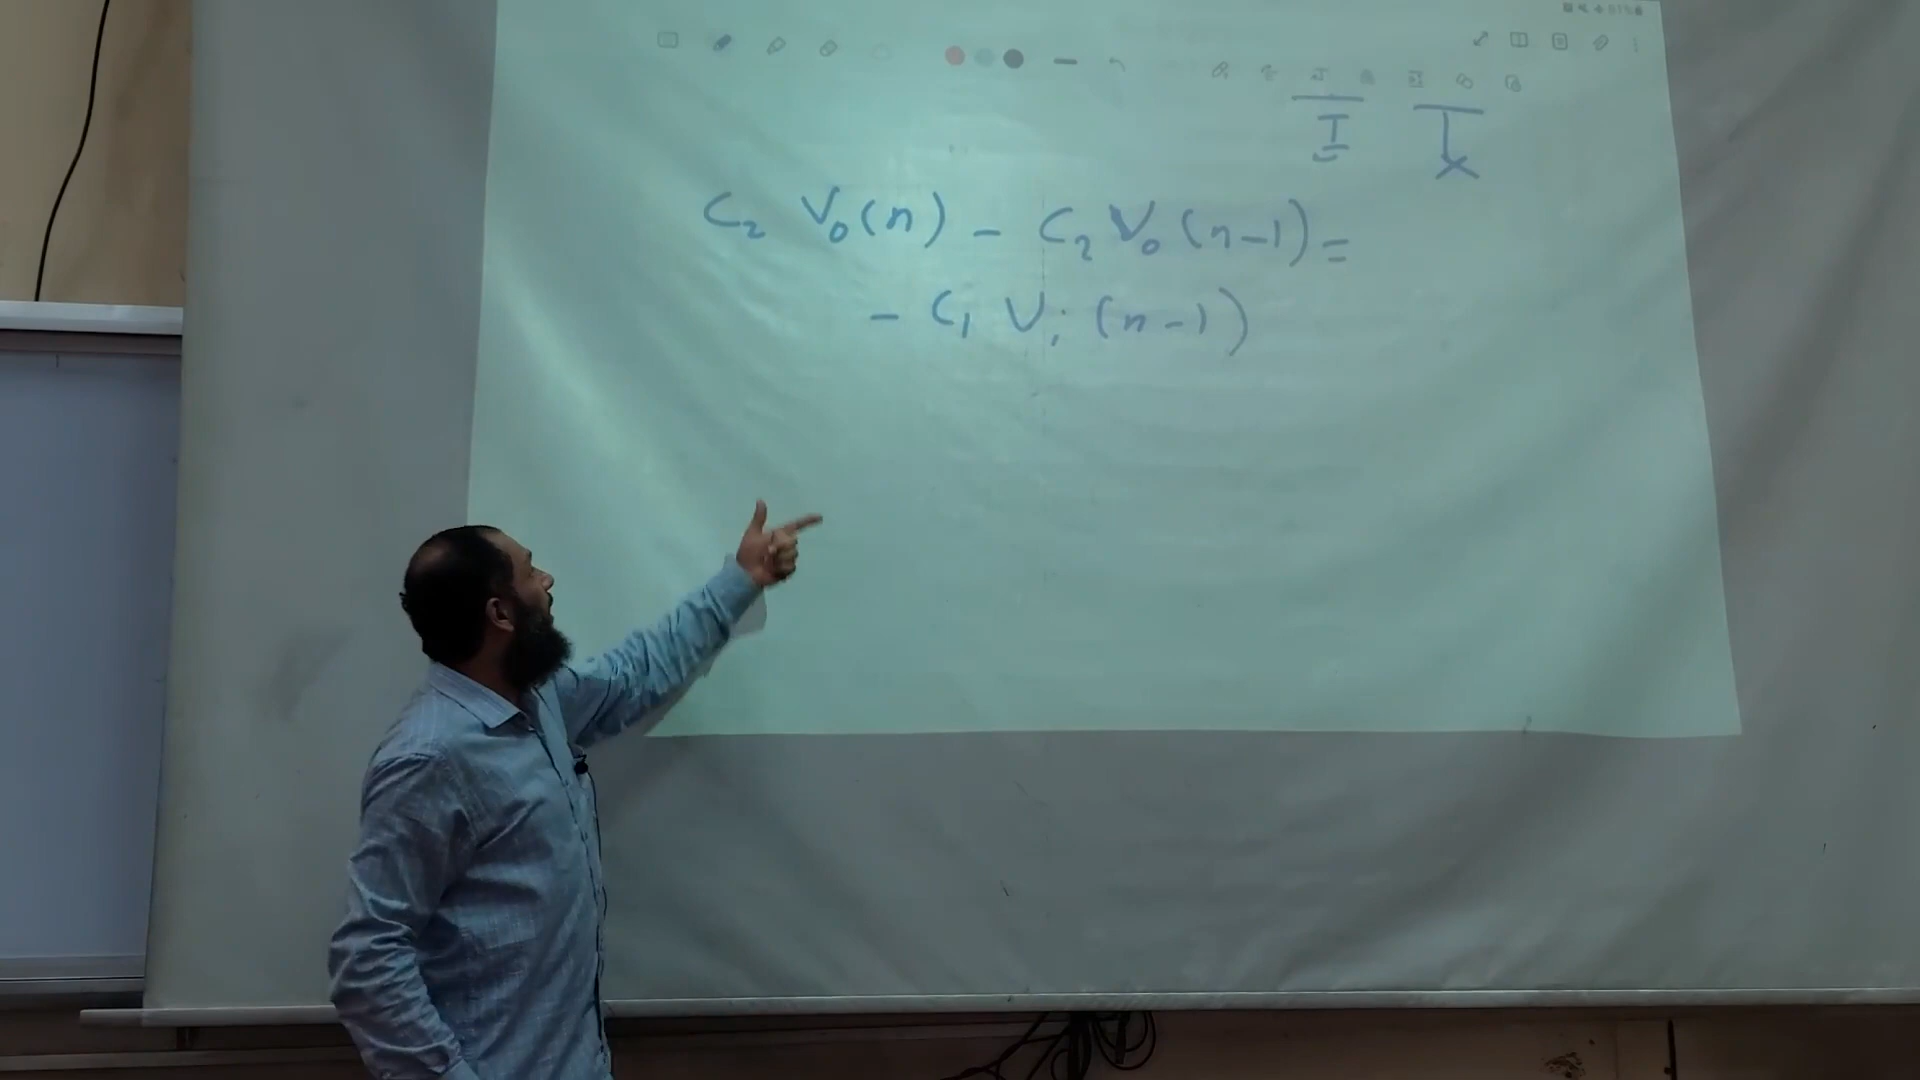 C₂ V₀(n) - C₂ V₀(n-1) =
- C₁ Vᵢ (n-1)